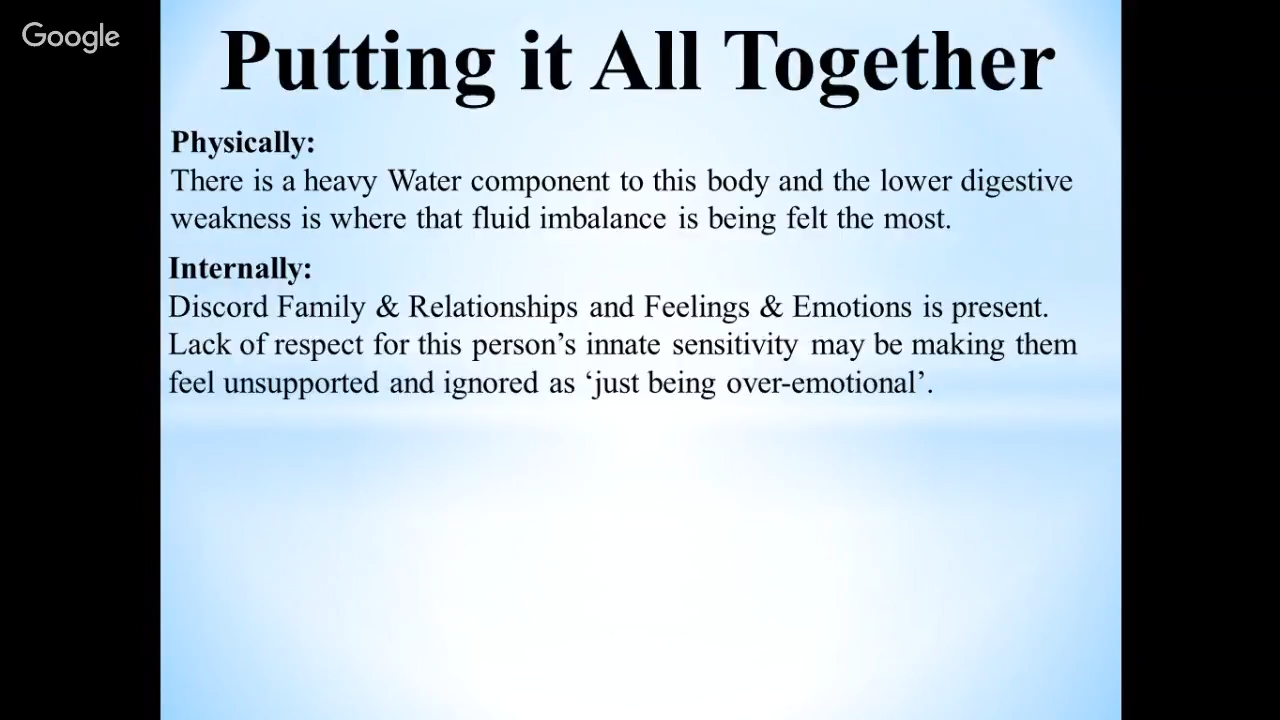 Google
Putting it All Together
Physically:
There is a heavy Water component to this body and the lower digestive
weakness is where that fluid imbalance is being felt the most.
Internally:
Discord Family & Relationships and Feelings & Emotions is present.
Lack of respect for this person’s innate sensitivity may be making them
feel unsupported and ignored as ‘just being over-emotional’.